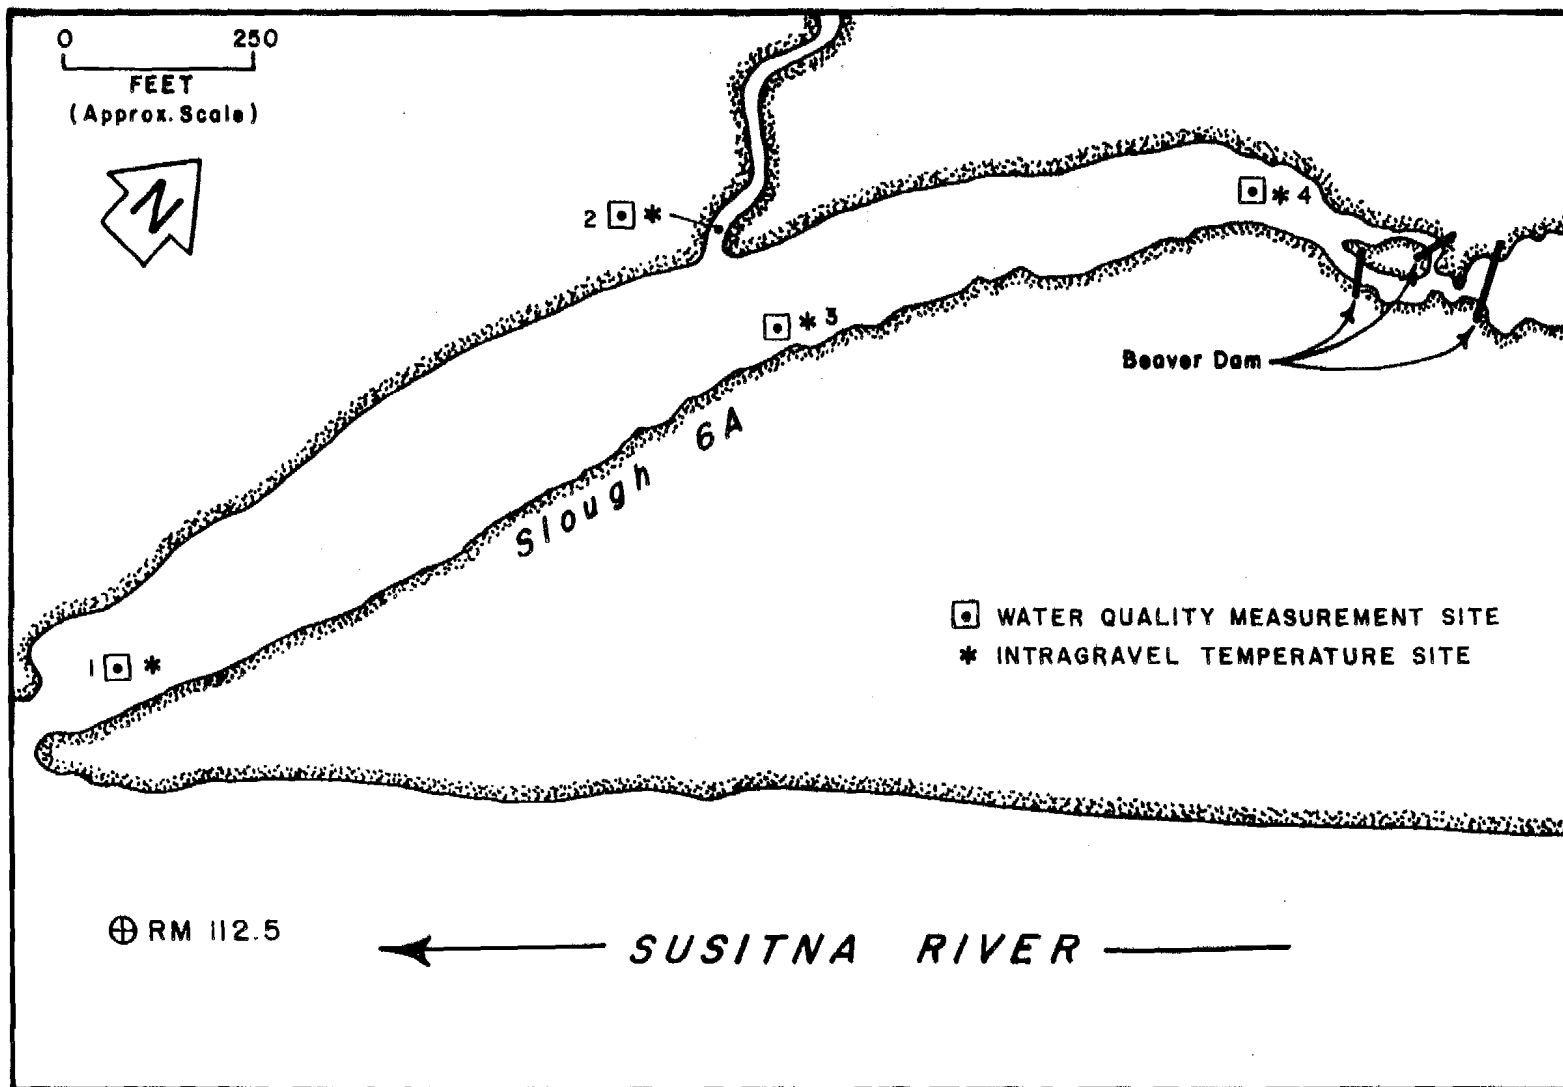 0 250
FEET
(Approx. Scale)
N
2 *
* 4
* 3
Beaver Dam
Slough 6A
WATER QUALITY MEASUREMENT SITE
* INTRAGRAVEL TEMPERATURE SITE
1 *
RM 112.5
SUSITNA RIVER